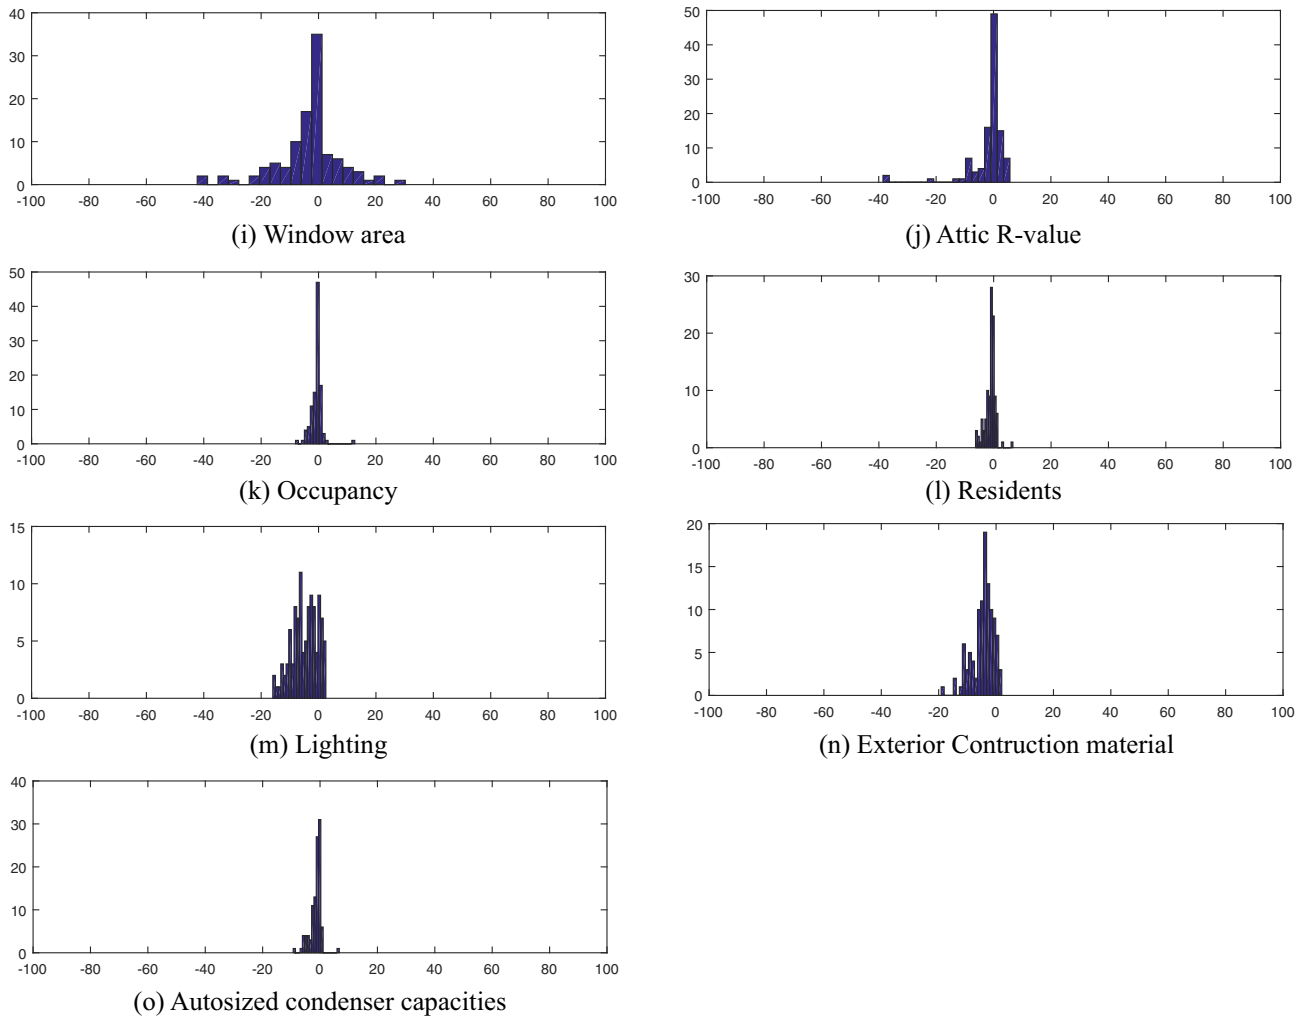 40
30
20
10
0
-100 -80 -60 -40 -20 0 20 40 60 80 100
(i) Window area
50
40
30
20
10
0
-100 -80 -60 -40 -20 0 20 40 60 80 100
(j) Attic R-value
50
40
30
20
10
0
-100 -80 -60 -40 -20 0 20 40 60 80 100
(k) Occupancy
30
20
10
0
-100 -80 -60 -40 -20 0 20 40 60 80 100
(l) Residents
15
10
5
0
-100 -80 -60 -40 -20 0 20 40 60 80 100
(m) Lighting
20
15
10
5
0
-100 -80 -60 -40 -20 0 20 40 60 80 100
(n) Exterior Contruction material
40
30
20
10
0
-100 -80 -60 -40 -20 0 20 40 60 80 100
(o) Autosized condenser capacities